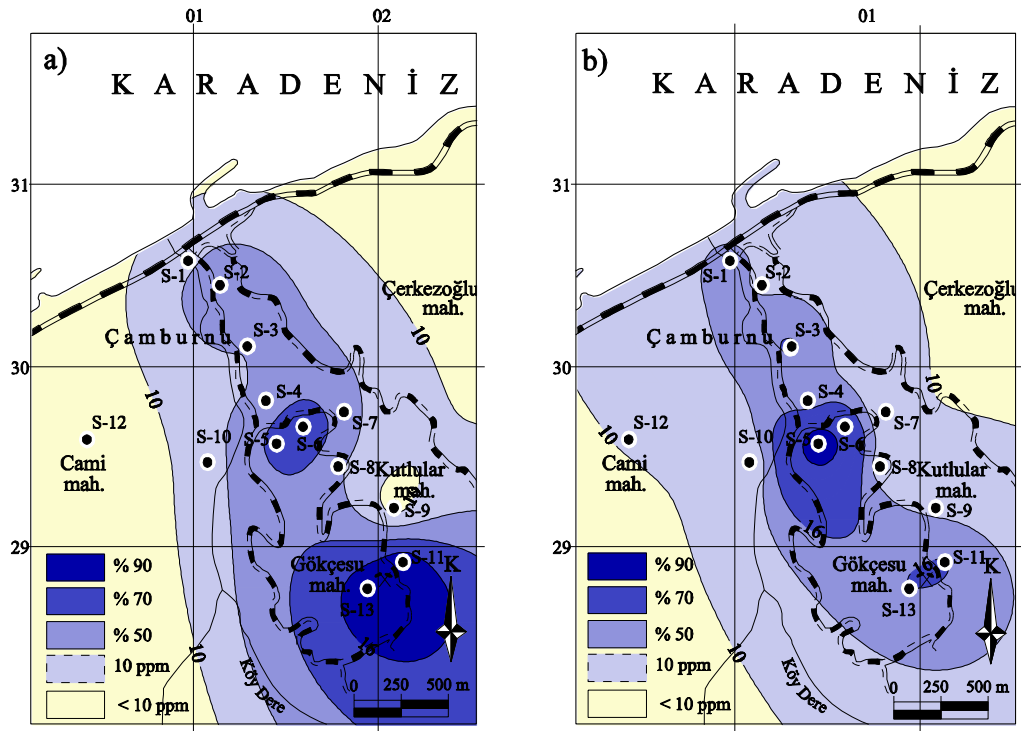 01
02
a)
K A R A D E N İ Z
31
S-1
S-2
Çerkezoğlu
mah.
Çamburnu
S-3
10
30
10
S-4
S-12
S-10
S-7
S-5
S-6
Cami
mah.
S-8
Kutlular
mah.
10
S-9
29
Gökçesu
mah.
S-11
K
S-13
16
10
Köy Dere
% 90
% 70
% 50
10 ppm
< 10 ppm
0 250 500 m
01
b)
K A R A D E N İ Z
31
S-1
S-2
Çerkezoğlu
mah.
Çamburnu
S-3
30
10
S-4
S-12
10
S-10
S-7
S-5
S-6
Cami
mah.
S-8
Kutlular
mah.
S-9
16
29
Gökçesu
mah.
S-11
16
K
S-13
10
Köy Dere
% 90
% 70
% 50
10 ppm
< 10 ppm
0 250 500 m